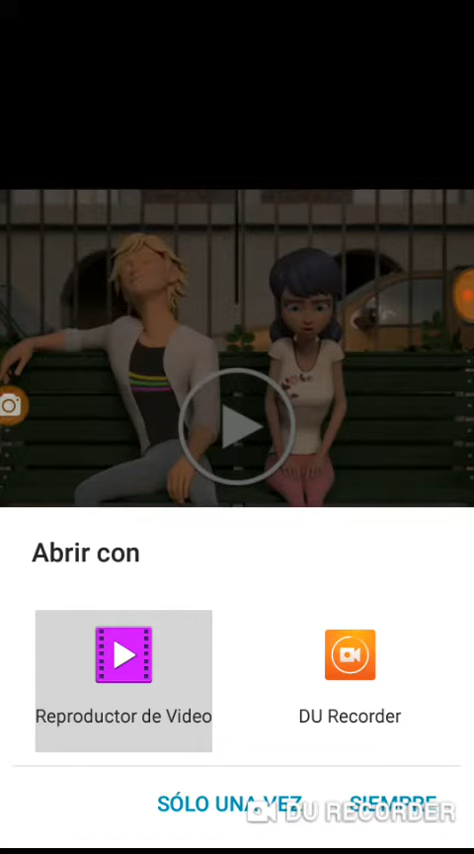 Abrir con
Reproductor de Video
DU Recorder
SÓLO UNA VEZ
SIEMPRE
DU RECORDER